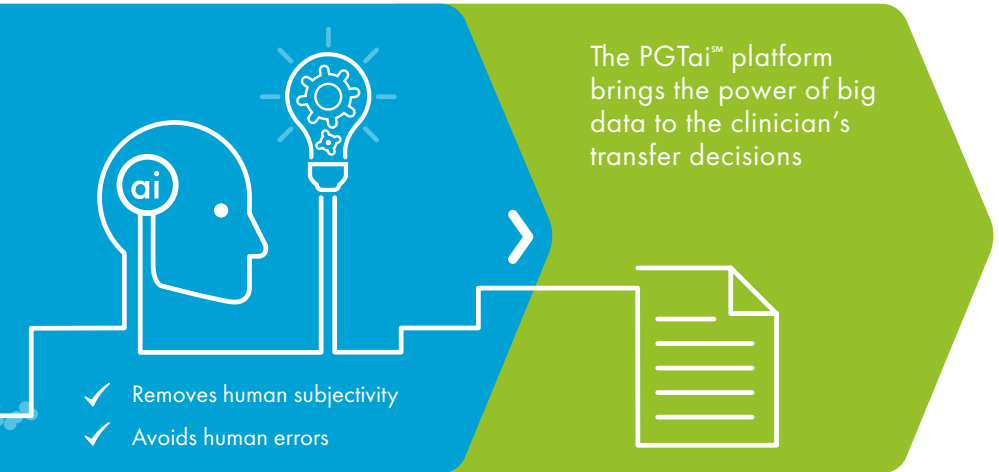 ai
The PGTai℠ platform
brings the power of big
data to the clinician’s
transfer decisions
Removes human subjectivity
Avoids human errors